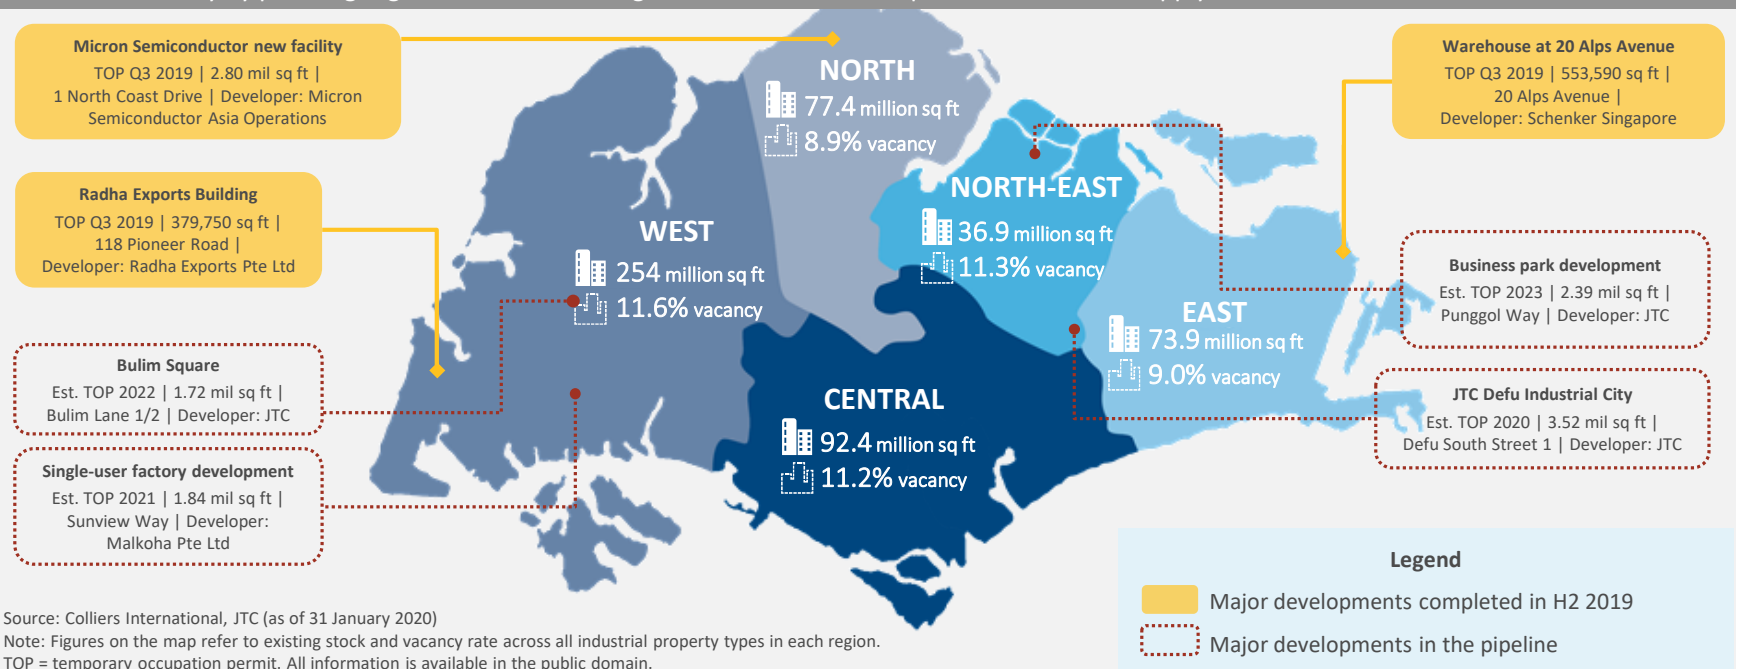 Micron Semiconductor new facility
TOP Q3 2019 | 2.80 mil sq ft |
1 North Coast Drive | Developer: Micron
Semiconductor Asia Operations
Radha Exports Building
TOP Q3 2019 | 379,750 sq ft |
118 Pioneer Road |
Developer: Radha Exports Pte Ltd
Bulim Square
Est. TOP 2022 | 1.72 mil sq ft |
Bulim Lane 1/2 | Developer: JTC
Single-user factory development
Est. TOP 2021 | 1.84 mil sq ft |
Sunview Way | Developer:
Malkoha Pte Ltd
NORTH
77.4 million sq ft
8.9% vacancy
WEST
254 million sq ft
11.6% vacancy
NORTH-EAST
36.9 million sq ft
11.3% vacancy
EAST
73.9 million sq ft
9.0% vacancy
CENTRAL
92.4 million sq ft
11.2% vacancy
Warehouse at 20 Alps Avenue
TOP Q3 2019 | 553,590 sq ft |
20 Alps Avenue |
Developer: Schenker Singapore
Business park development
Est. TOP 2023 | 2.39 mil sq ft |
Punggol Way | Developer: JTC
JTC Defu Industrial City
Est. TOP 2020 | 3.52 mil sq ft |
Defu South Street 1 | Developer: JTC
Legend
Major developments completed in H2 2019
Major developments in the pipeline
Source: Colliers International, JTC (as of 31 January 2020)
Note: Figures on the map refer to existing stock and vacancy rate across all industrial property types in each region.
TOP = temporary occupation permit. All information is available in the public domain.